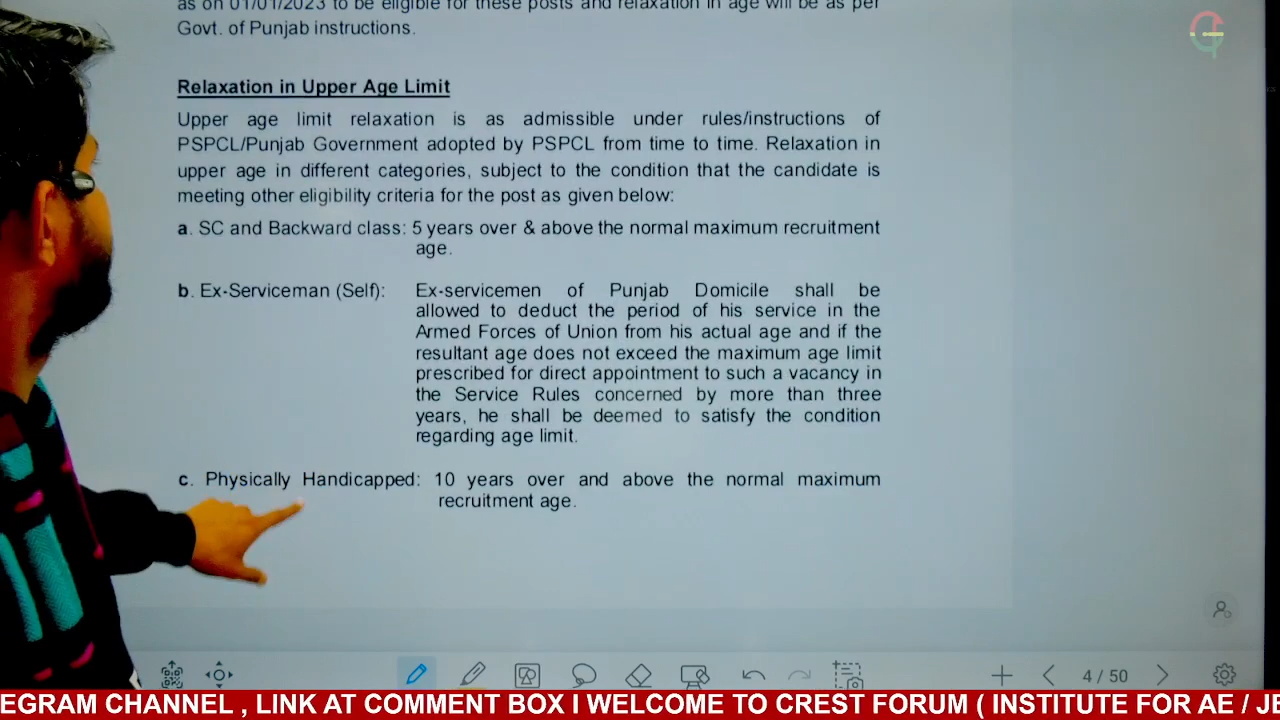 as on 01/01/2023 to be eligible for these posts and relaxation in age will be as per
Govt. of Punjab instructions.
Relaxation in Upper Age Limit
Upper age limit relaxation is as admissible under rules/instructions of
PSPCL/Punjab Government adopted by PSPCL from time to time. Relaxation in
upper age in different categories, subject to the condition that the candidate is
meeting other eligibility criteria for the post as given below:
a. SC and Backward class: 5 years over & above the normal maximum recruitment
age.
b. Ex-Serviceman (Self): Ex-servicemen of Punjab Domicile shall be
allowed to deduct the period of his service in the
Armed Forces of Union from his actual age and if the
resultant age does not exceed the maximum age limit
prescribed for direct appointment to such a vacancy in
the Service Rules concerned by more than three
years, he shall be deemed to satisfy the condition
regarding age limit.
c. Physically Handicapped: 10 years over and above the normal maximum
recruitment age.
4 / 50
EGRAM CHANNEL , LINK AT COMMENT BOX I WELCOME TO CREST FORUM ( INSTITUTE FOR AE / JE